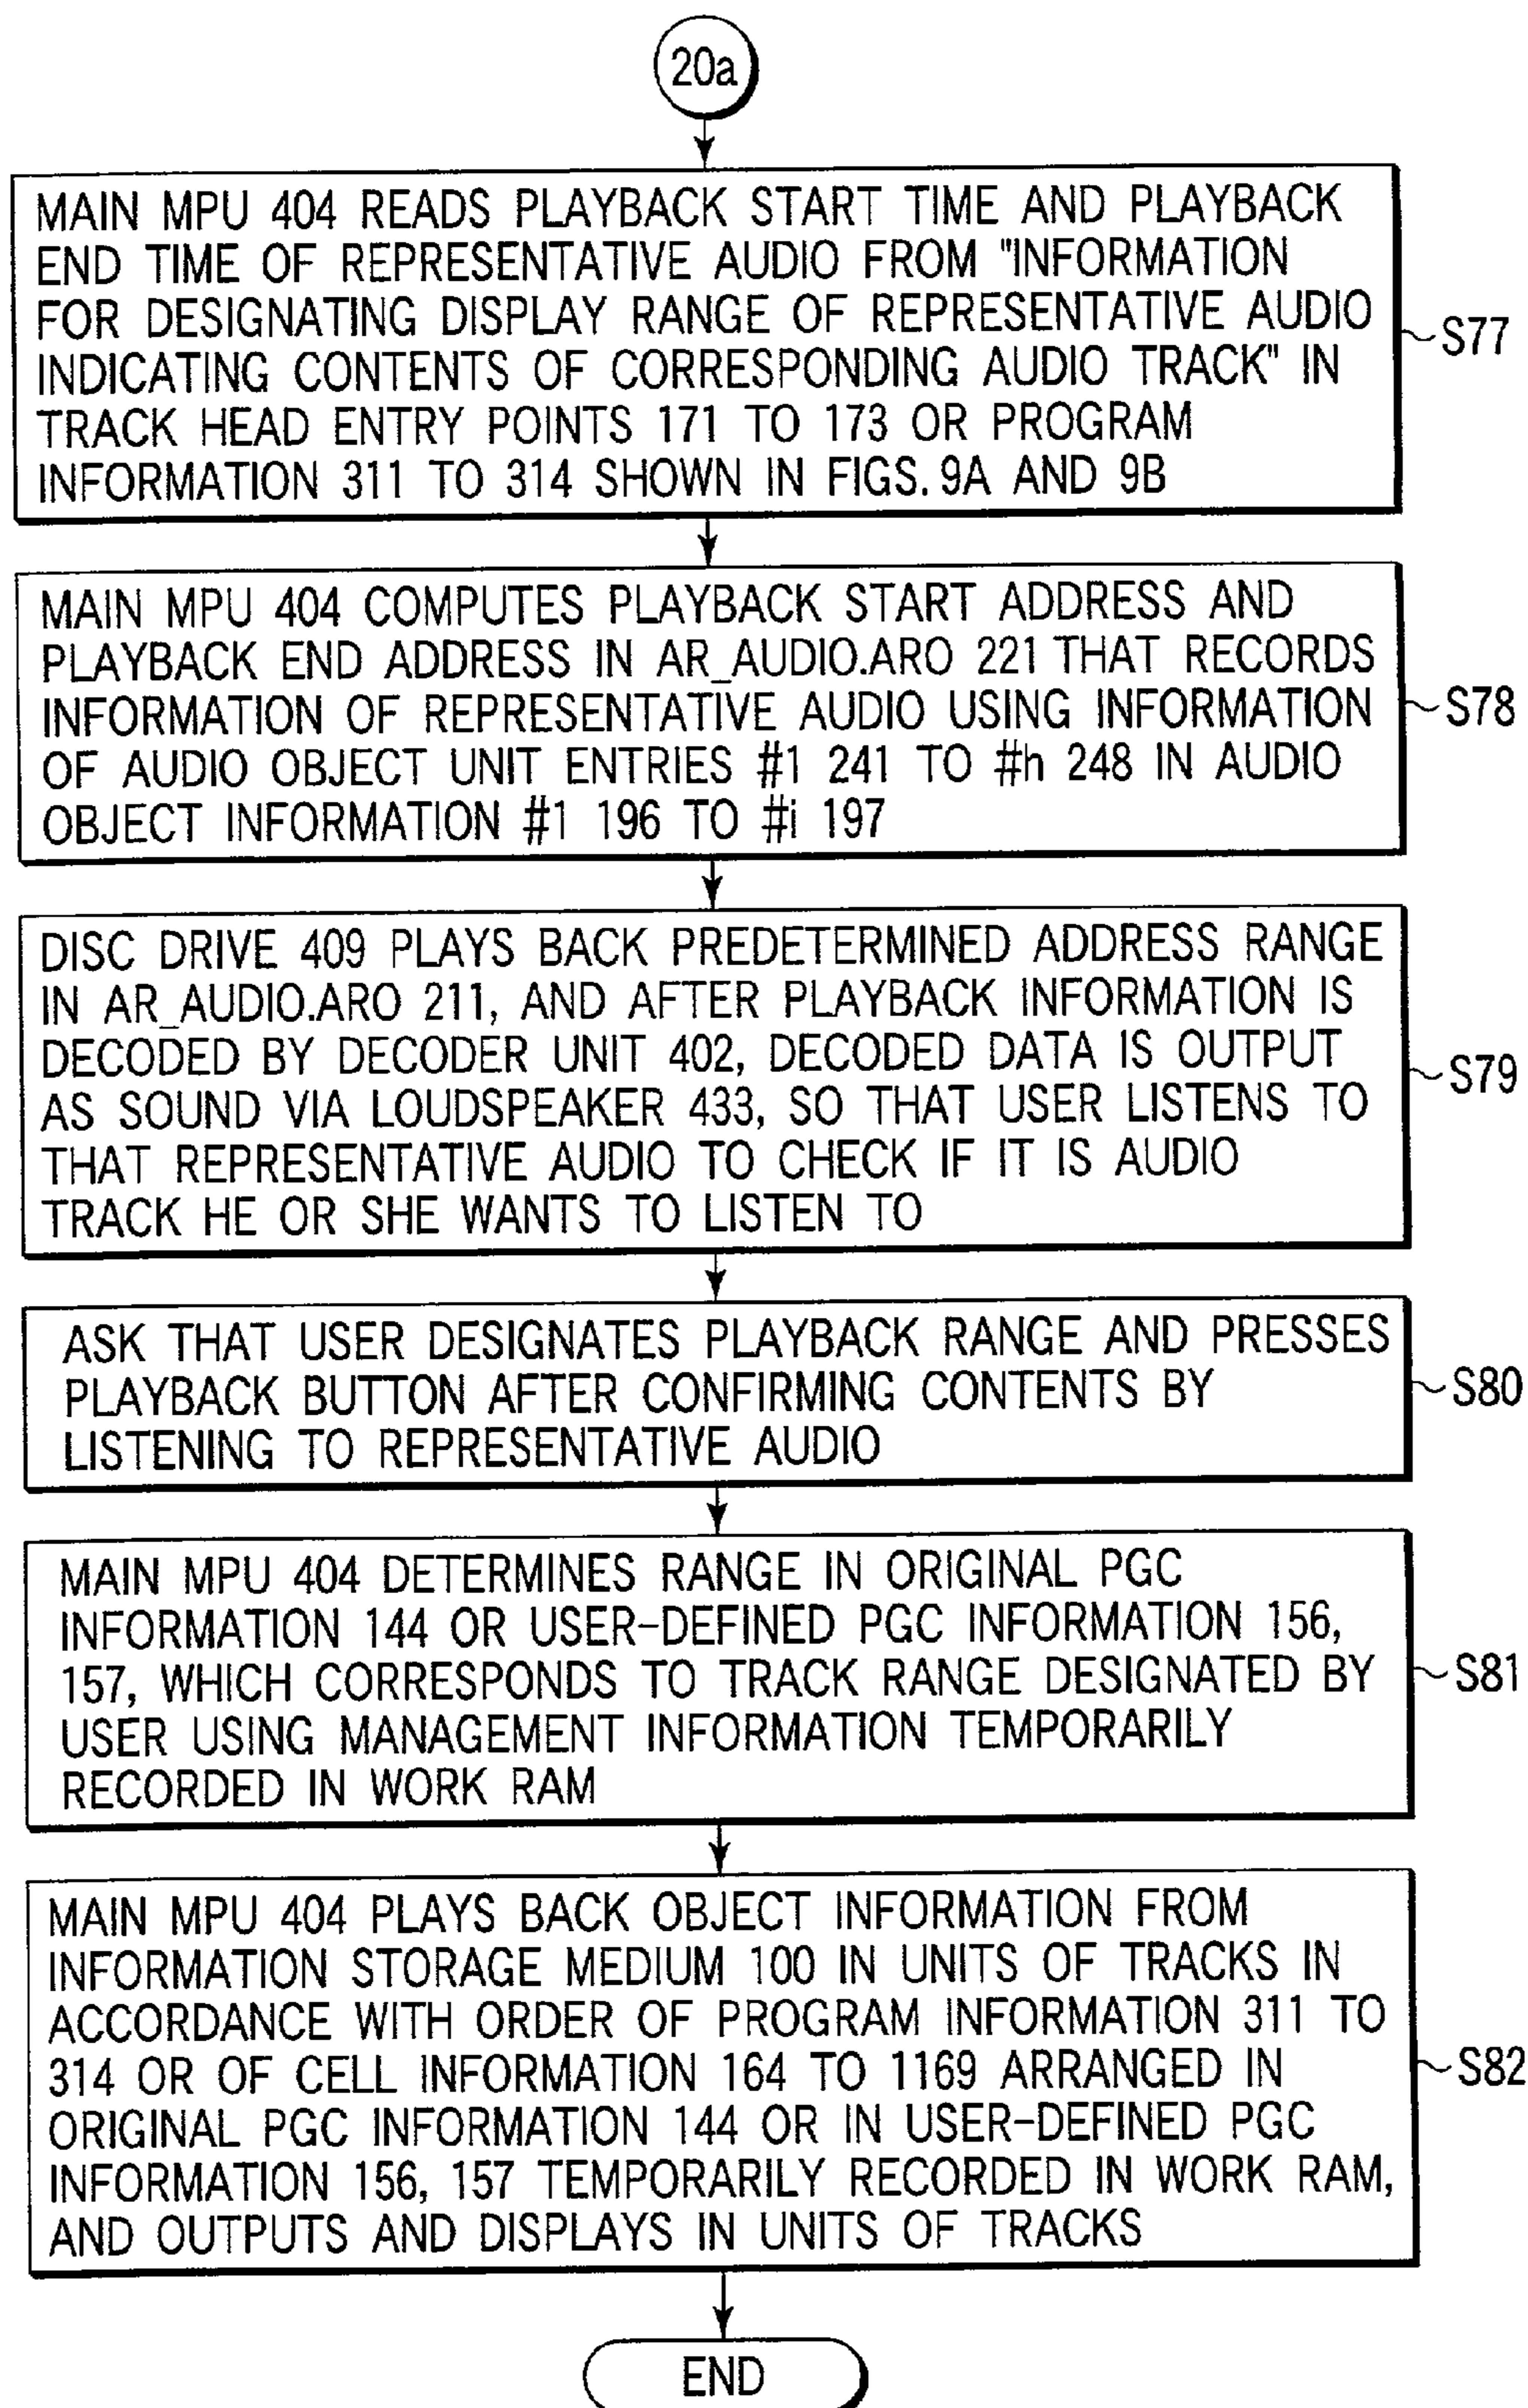 20a
MAIN MPU 404 READS PLAYBACK START TIME AND PLAYBACK
END TIME OF REPRESENTATIVE AUDIO FROM "INFORMATION
FOR DESIGNATING DISPLAY RANGE OF REPRESENTATIVE AUDIO
INDICATING CONTENTS OF CORRESPONDING AUDIO TRACK" IN
TRACK HEAD ENTRY POINTS 171 TO 173 OR PROGRAM
INFORMATION 311 TO 314 SHOWN IN FIGS. 9A AND 9B
S77
MAIN MPU 404 COMPUTES PLAYBACK START ADDRESS AND
PLAYBACK END ADDRESS IN AR_AUDIO.ARO 221 THAT RECORDS
INFORMATION OF REPRESENTATIVE AUDIO USING INFORMATION
OF AUDIO OBJECT UNIT ENTRIES #1 241 TO #h 248 IN AUDIO
OBJECT INFORMATION #1 196 TO #i 197
S78
DISC DRIVE 409 PLAYS BACK PREDETERMINED ADDRESS RANGE
IN AR_AUDIO.ARO 211, AND AFTER PLAYBACK INFORMATION IS
DECODED BY DECODER UNIT 402, DECODED DATA IS OUTPUT
AS SOUND VIA LOUDSPEAKER 433, SO THAT USER LISTENS TO
THAT REPRESENTATIVE AUDIO TO CHECK IF IT IS AUDIO
TRACK HE OR SHE WANTS TO LISTEN TO
S79
ASK THAT USER DESIGNATES PLAYBACK RANGE AND PRESSES
PLAYBACK BUTTON AFTER CONFIRMING CONTENTS BY
LISTENING TO REPRESENTATIVE AUDIO
S80
MAIN MPU 404 DETERMINES RANGE IN ORIGINAL PGC
INFORMATION 144 OR USER-DEFINED PGC INFORMATION 156,
157, WHICH CORRESPONDS TO TRACK RANGE DESIGNATED BY
USER USING MANAGEMENT INFORMATION TEMPORARILY
RECORDED IN WORK RAM
S81
MAIN MPU 404 PLAYS BACK OBJECT INFORMATION FROM
INFORMATION STORAGE MEDIUM 100 IN UNITS OF TRACKS IN
ACCORDANCE WITH ORDER OF PROGRAM INFORMATION 311 TO
314 OR OF CELL INFORMATION 164 TO 1169 ARRANGED IN
ORIGINAL PGC INFORMATION 144 OR IN USER-DEFINED PGC
INFORMATION 156, 157 TEMPORARILY RECORDED IN WORK RAM,
AND OUTPUTS AND DISPLAYS IN UNITS OF TRACKS
S82
END